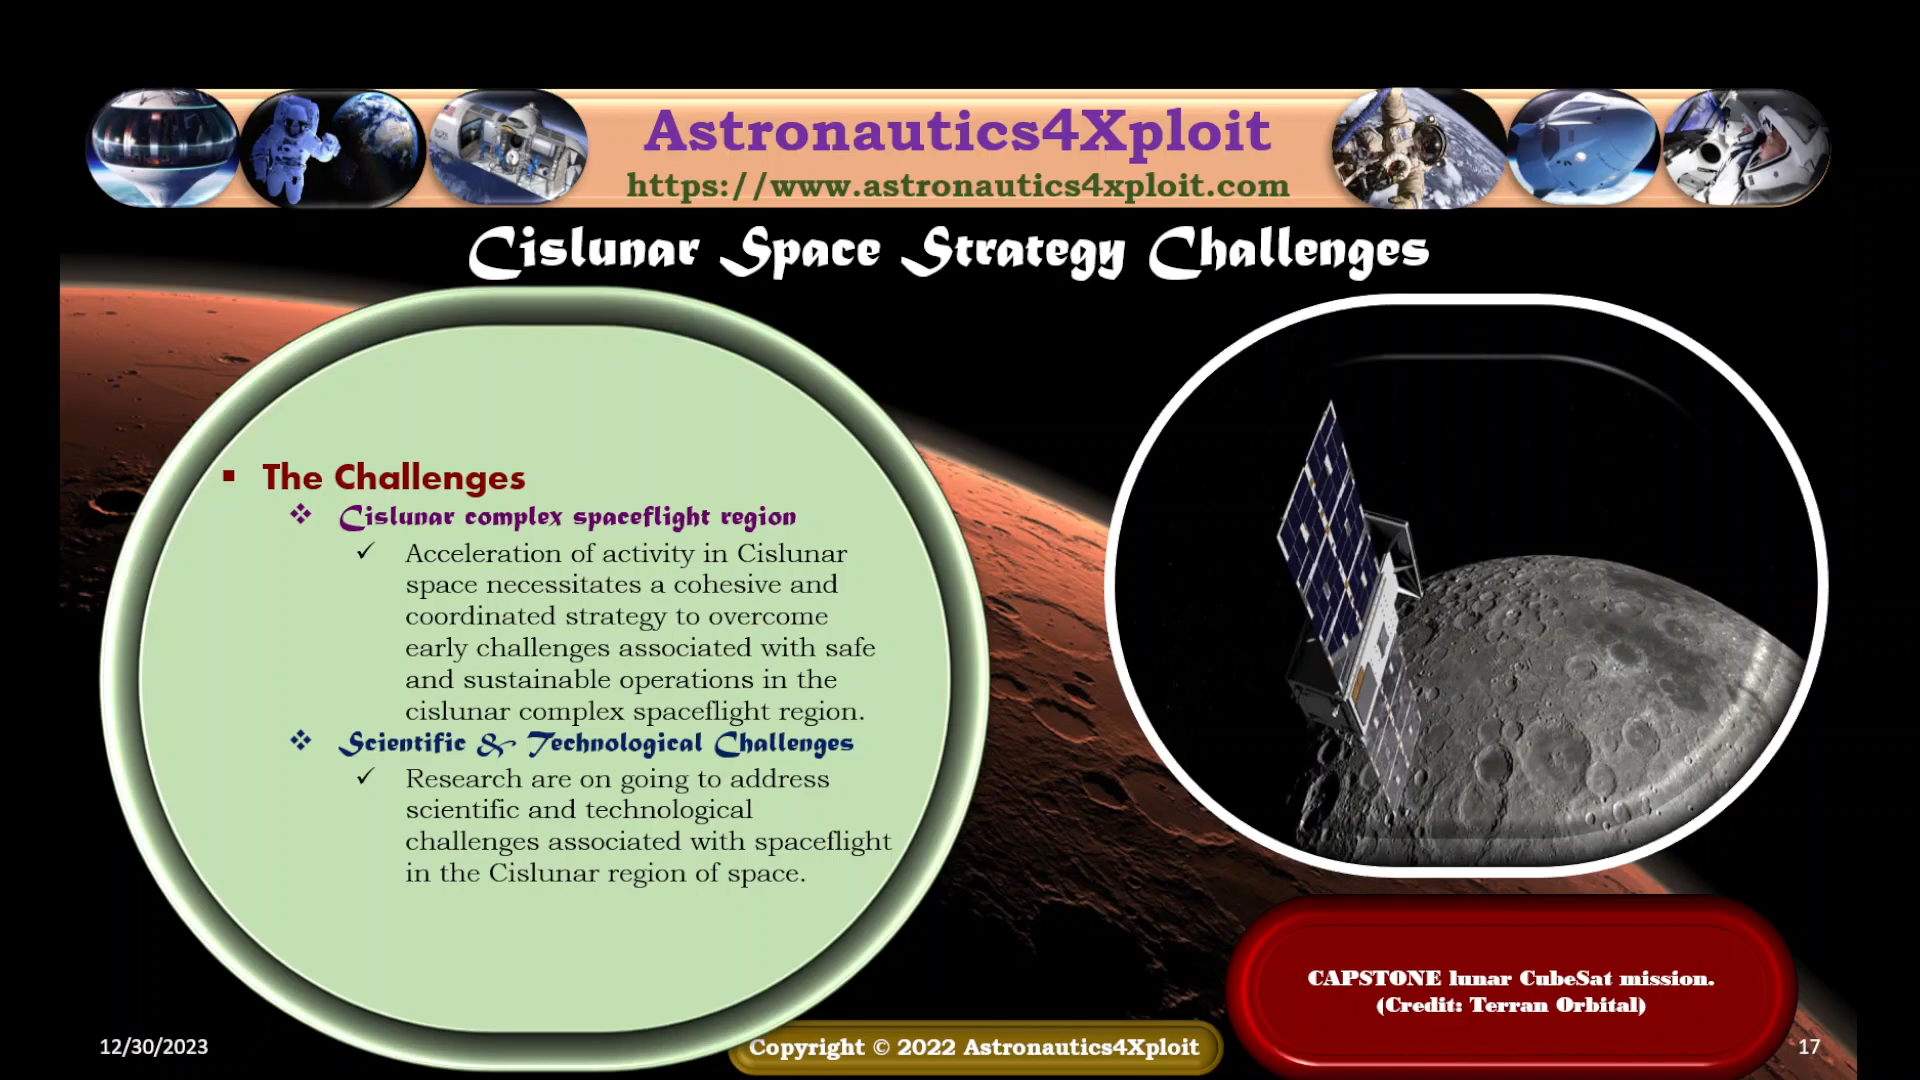 Astronautics4Xploit
https://www.astronautics4xploit.com
Cislunar Space Strategy Challenges
▪ The Challenges
❖ Cislunar complex spaceflight region
✓ Acceleration of activity in Cislunar
space necessitates a cohesive and
coordinated strategy to overcome
early challenges associated with safe
and sustainable operations in the
cislunar complex spaceflight region.
❖ Scientific & Technological Challenges
✓ Research are on going to address
scientific and technological
challenges associated with spaceflight
in the Cislunar region of space.
CAPSTONE lunar CubeSat mission.
(Credit: Terran Orbital)
12/30/2023
Copyright © 2022 Astronautics4Xploit
17